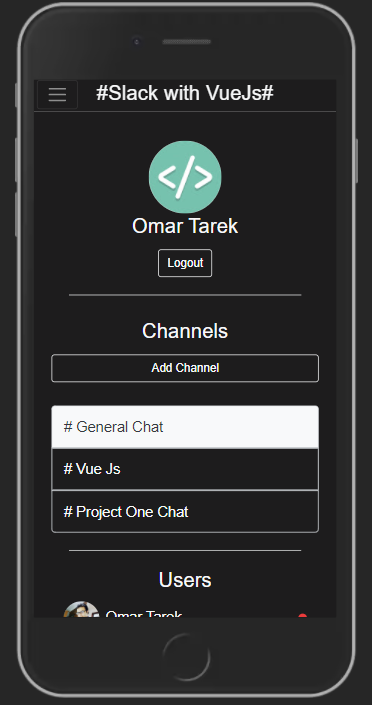 #Slack with VueJs#
</>
Omar Tarek
Logout
Channels
Add Channel
# General Chat
# Vue Js
# Project One Chat
Users
Omar Tarek